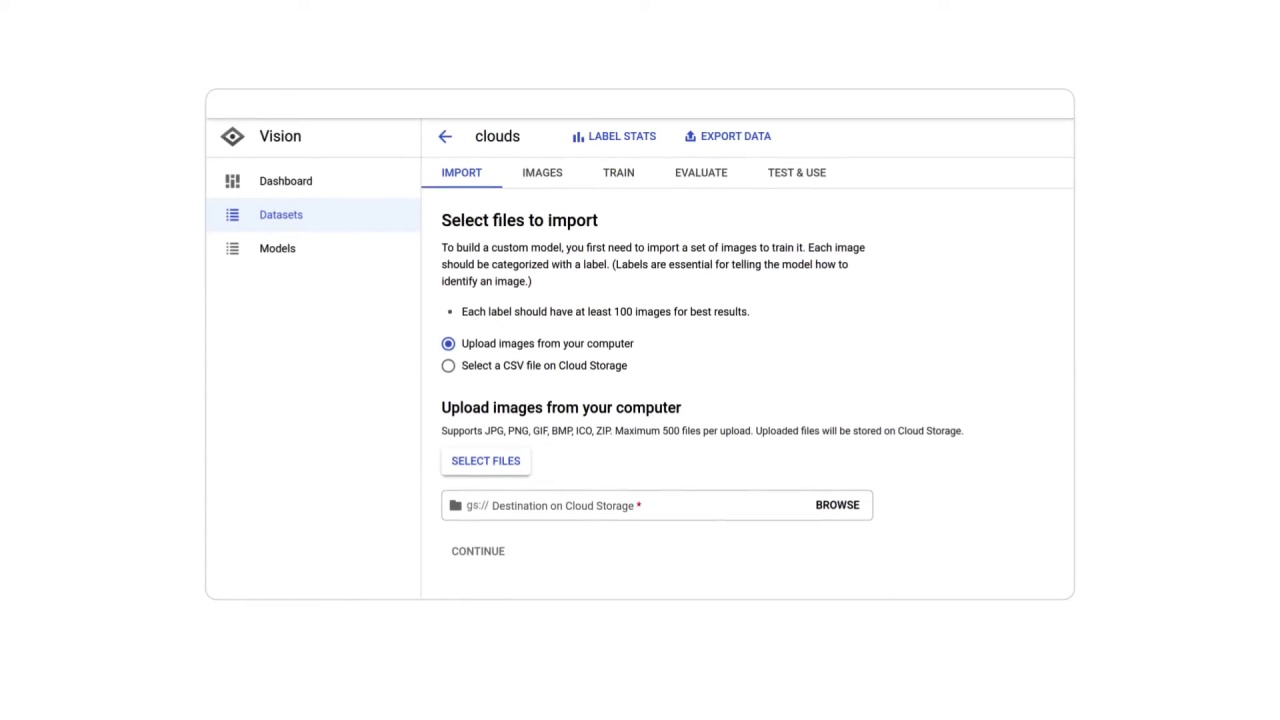 Vision
clouds
LABEL STATS
EXPORT DATA
Dashboard
Datasets
Models
IMPORT
IMAGES
TRAIN
EVALUATE
TEST & USE
Select files to import
To build a custom model, you first need to import a set of images to train it. Each image
should be categorized with a label. (Labels are essential for telling the model how to
identify an image.)
• Each label should have at least 100 images for best results.
Upload images from your computer
Select a CSV file on Cloud Storage
Upload images from your computer
Supports JPG, PNG, GIF, BMP, ICO, ZIP. Maximum 500 files per upload. Uploaded files will be stored on Cloud Storage.
SELECT FILES
gs:// Destination on Cloud Storage *
BROWSE
CONTINUE